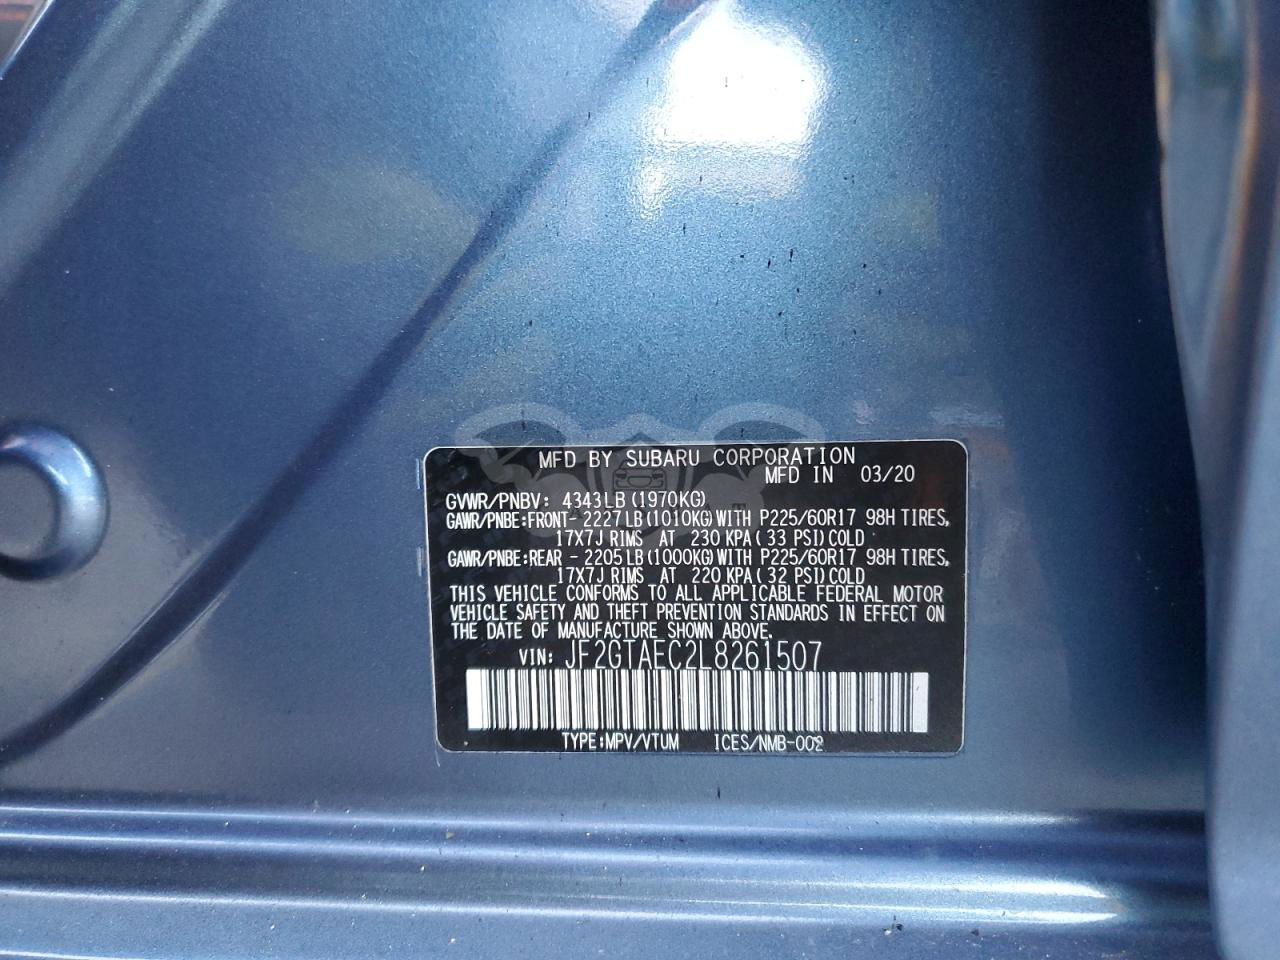 MFD BY SUBARU CORPORATION
MFD IN 03/20
GVWR/PNBV: 4343LB(1970KG)
GAWR/PNBE:FRONT-2227LB(1010KG)WITH P225/60R17 98H TIRES,
17X7J RIMS AT 230 KPA(33 PSI)COLD
GAWR/PNBE:REAR -2205LB(1000KG)WITH P225/60R17 98H TIRES,
17X7J RIMS AT 220 KPA(32 PSI)COLD
THIS VEHICLE CONFORMS TO ALL APPLICABLE FEDERAL MOTOR
VEHICLE SAFETY AND THEFT PREVENTION STANDARDS IN EFFECT ON
THE DATE OF MANUFACTURE SHOWN ABOVE.
VIN: JF2GTAEC2L8261507
TYPE:MPV/VTUM ICES/NMB-002